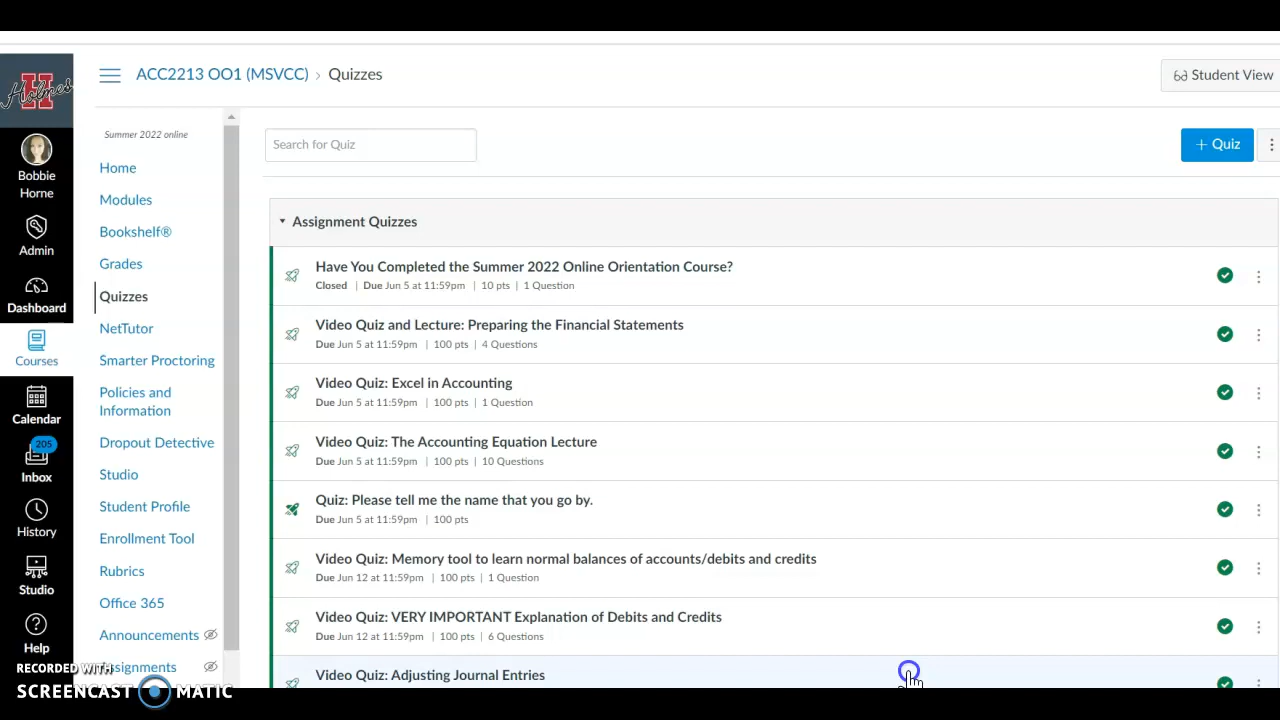 ACC2213 OO1 (MSVCC) › Quizzes
Student View
H
Holmes
Bobbie
Horne
Admin
Dashboard
Courses
Calendar
205
Inbox
History
Studio
Help
Summer 2022 online
Home
Modules
Bookshelf®
Grades
Quizzes
NetTutor
Smarter Proctoring
Policies and
Information
Dropout Detective
Studio
Student Profile
Enrollment Tool
Rubrics
Office 365
Announcements
ssignments
Search for Quiz
+ Quiz
Assignment Quizzes
Have You Completed the Summer 2022 Online Orientation Course?
Closed | Due Jun 5 at 11:59pm | 10 pts | 1 Question
Video Quiz and Lecture: Preparing the Financial Statements
Due Jun 5 at 11:59pm | 100 pts | 4 Questions
Video Quiz: Excel in Accounting
Due Jun 5 at 11:59pm | 100 pts | 1 Question
Video Quiz: The Accounting Equation Lecture
Due Jun 5 at 11:59pm | 100 pts | 10 Questions
Quiz: Please tell me the name that you go by.
Due Jun 5 at 11:59pm | 100 pts
Video Quiz: Memory tool to learn normal balances of accounts/debits and credits
Due Jun 12 at 11:59pm | 100 pts | 1 Question
Video Quiz: VERY IMPORTANT Explanation of Debits and Credits
Due Jun 12 at 11:59pm | 100 pts | 6 Questions
Video Quiz: Adjusting Journal Entries
RECORDED WITH
SCREENCAST MATIC